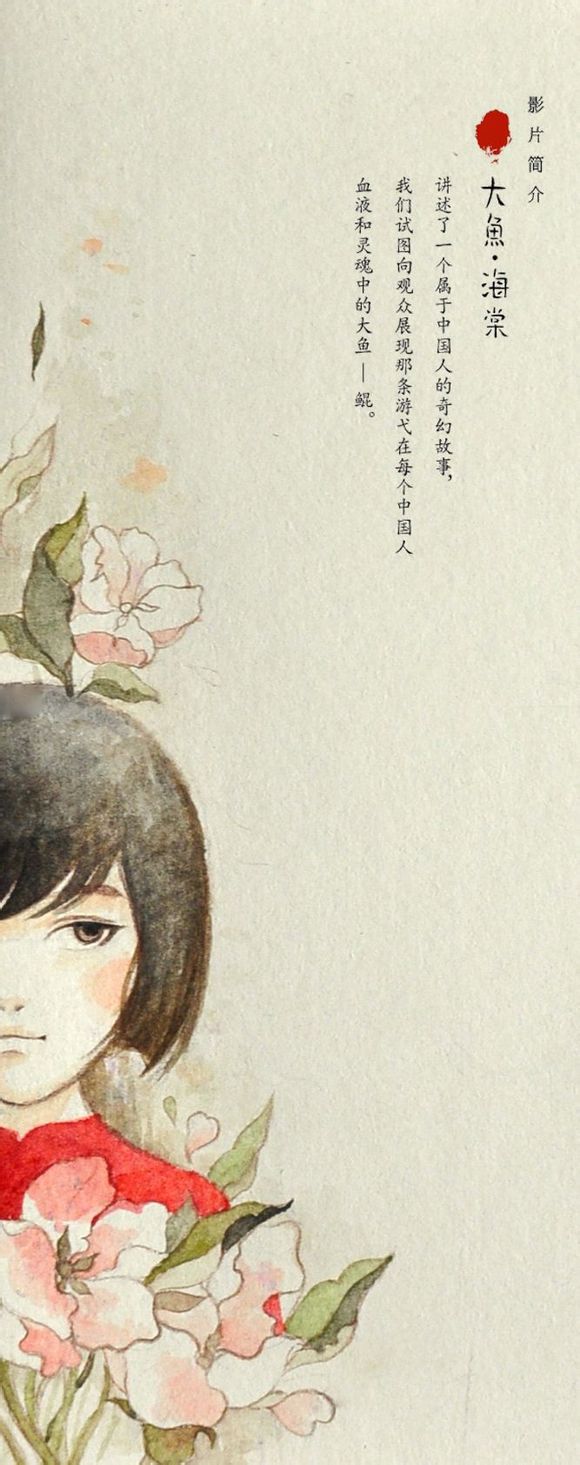 影片简介
大魚·海棠
讲述了一个属于中国人的奇幻故事，
我们试图向观众展现那条游弋在每个中国人
血液和灵魂中的大鱼—鲲。